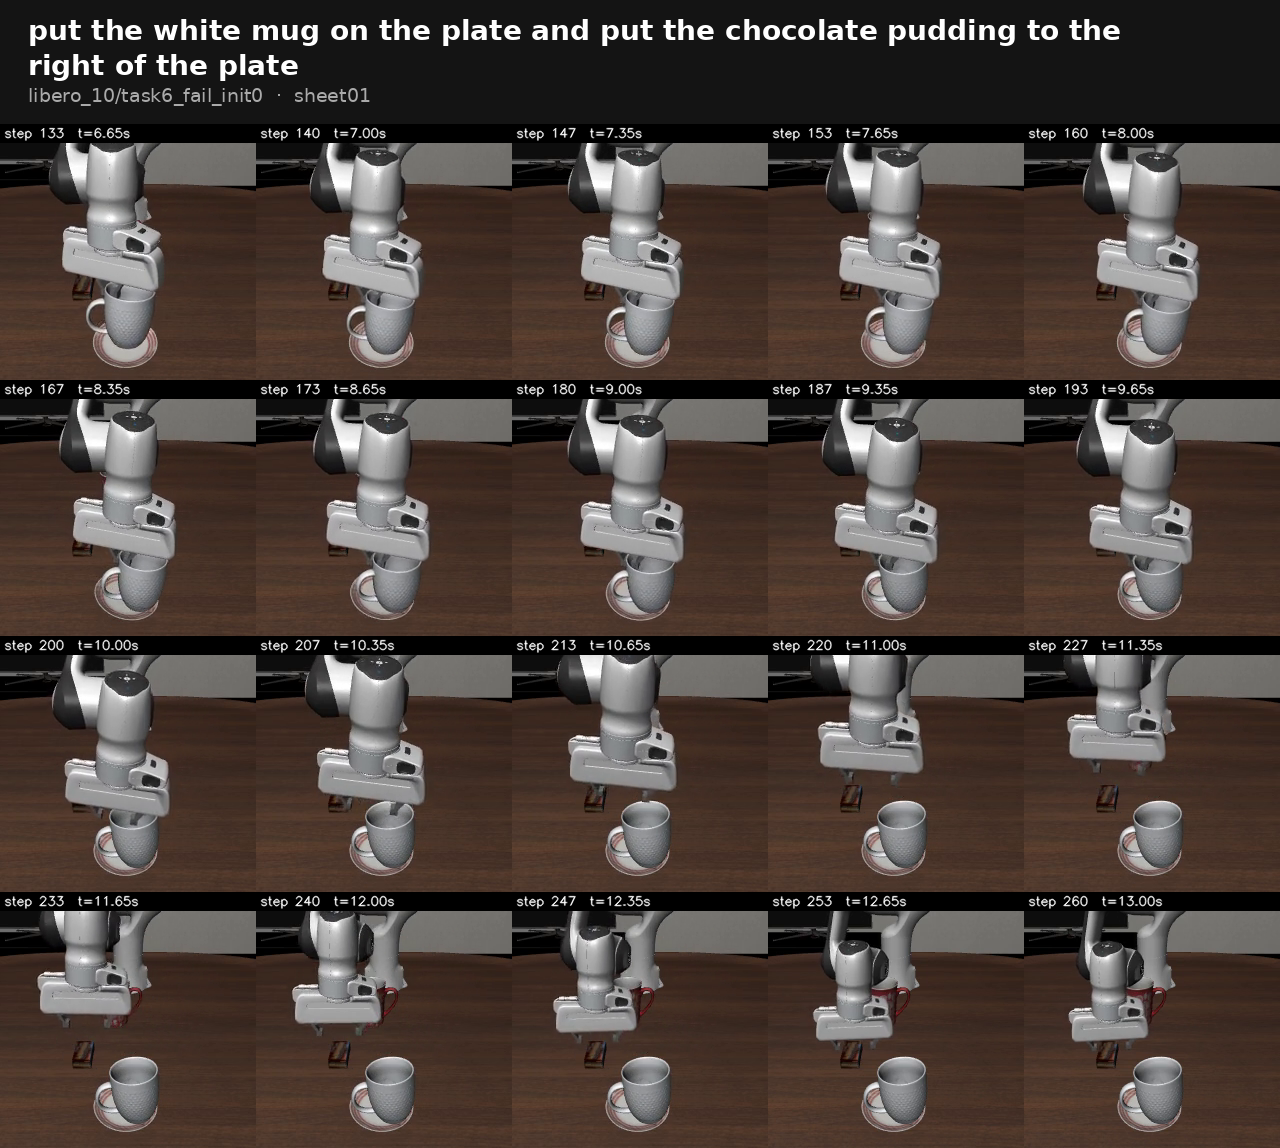 put the white mug on the plate and put the chocolate pudding to the
right of the plate
libero_10/task6_fail_init0 · sheet01
step 133 t=6.65s
step 140 t=7.00s
step 147 t=7.35s
step 153 t=7.65s
step 160 t=8.00s
step 167 t=8.35s
step 173 t=8.65s
step 180 t=9.00s
step 187 t=9.35s
step 193 t=9.65s
step 200 t=10.00s
step 207 t=10.35s
step 213 t=10.65s
step 220 t=11.00s
step 227 t=11.35s
step 233 t=11.65s
step 240 t=12.00s
step 247 t=12.35s
step 253 t=12.65s
step 260 t=13.00s